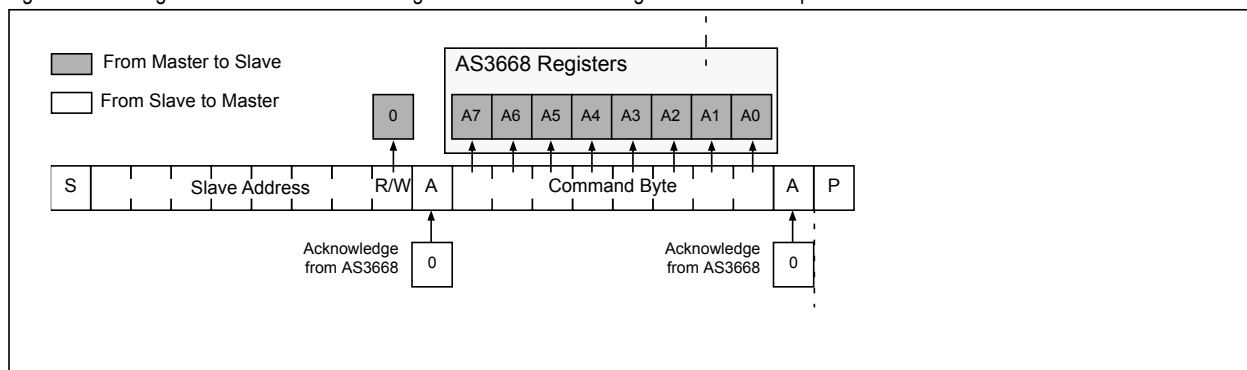 From Master to Slave
From Slave to Master
AS3668 Registers
0
A7 A6 A5 A4 A3 A2 A1 A0
S Slave Address R/W A Command Byte A P
Acknowledge from AS3668
0
Acknowledge from AS3668
0